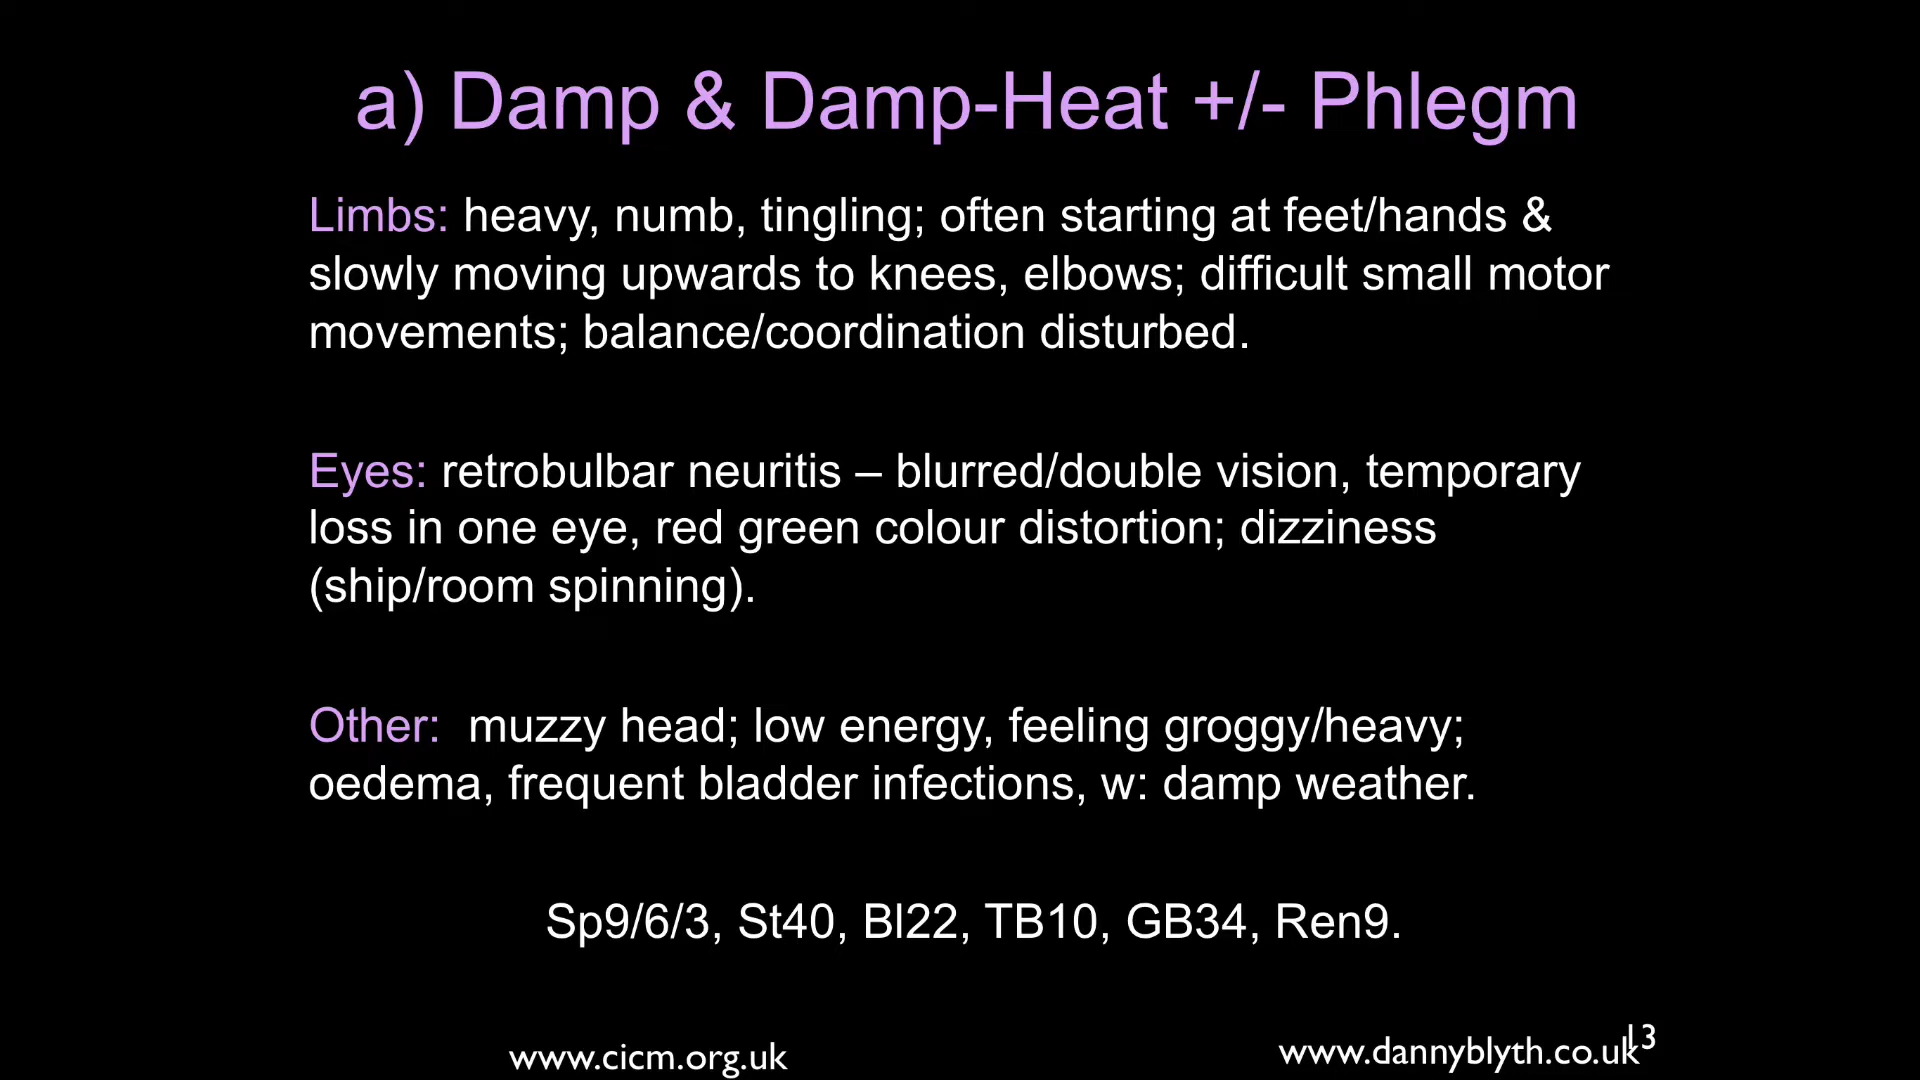 a) Damp & Damp-Heat +/- Phlegm
Limbs: heavy, numb, tingling; often starting at feet/hands &
slowly moving upwards to knees, elbows; difficult small motor
movements; balance/coordination disturbed.
Eyes: retrobulbar neuritis – blurred/double vision, temporary
loss in one eye, red green colour distortion; dizziness
(ship/room spinning).
Other:  muzzy head; low energy, feeling groggy/heavy;
oedema, frequent bladder infections, w: damp weather.
Sp9/6/3, St40, Bl22, TB10, GB34, Ren9.
www.cicm.org.uk
www.dannyblyth.co.uk
13